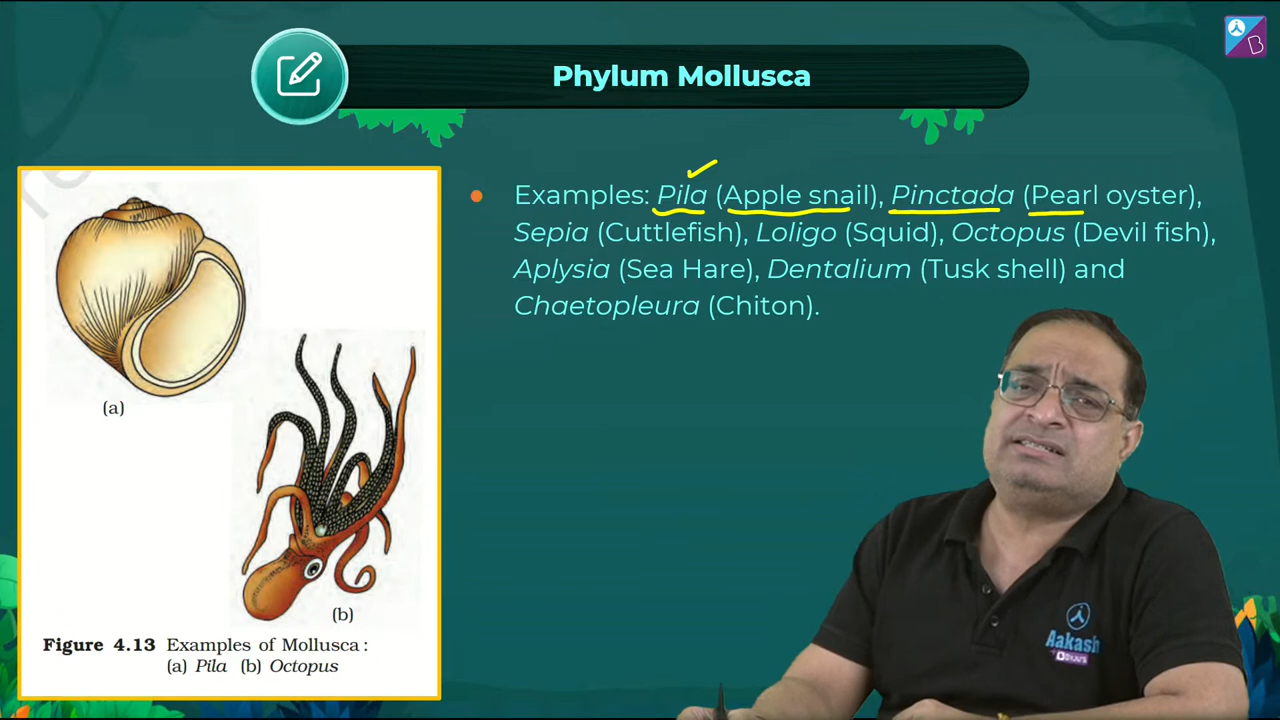 Phylum Mollusca
Examples: Pila (Apple snail), Pinctada (Pearl oyster),
Sepia (Cuttlefish), Loligo (Squid), Octopus (Devil fish),
Aplysia (Sea Hare), Dentalium (Tusk shell) and
Chaetopleura (Chiton).
(a)
(b)
Figure 4.13 Examples of Mollusca :
(a) Pila (b) Octopus
Aakash
BYJU'S
B